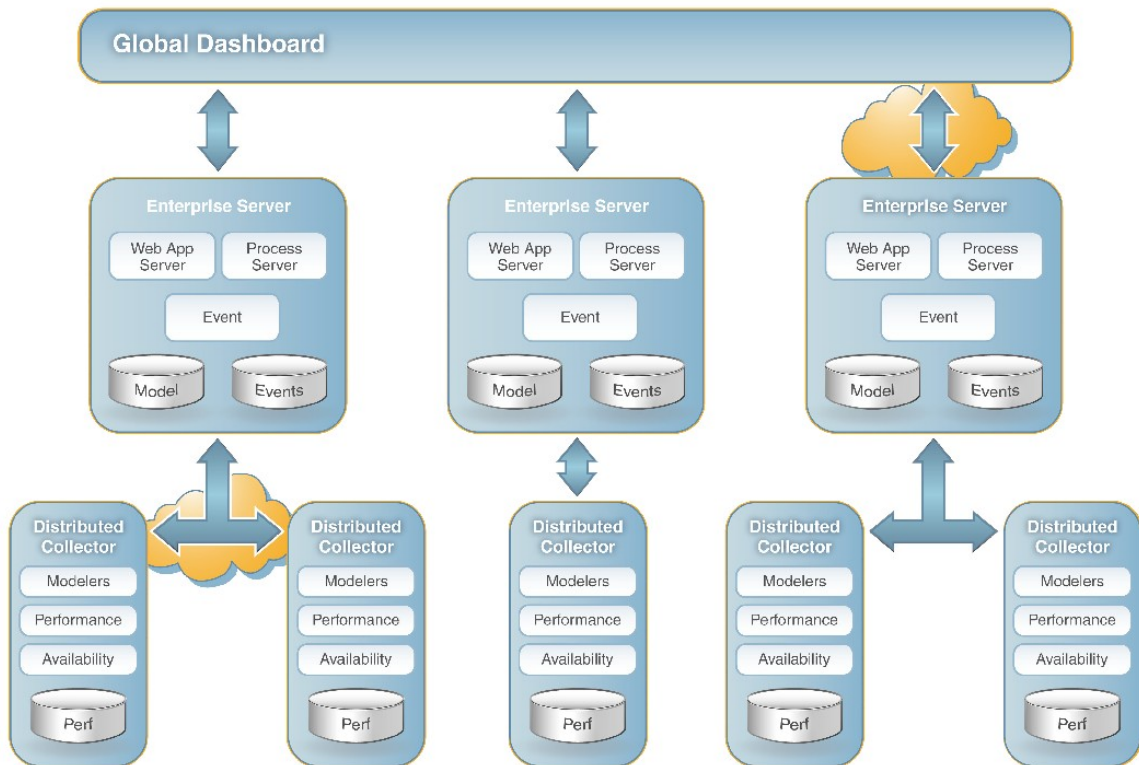 Global Dashboard
Enterprise Server
Web App
Server
Process
Server
Event
Model
Events
Enterprise Server
Web App
Server
Process
Server
Event
Model
Events
Enterprise Server
Web App
Server
Process
Server
Event
Model
Events
Distributed
Collector
Modelers
Performance
Availability
Perf
Distributed
Collector
Modelers
Performance
Availability
Perf
Distributed
Collector
Modelers
Performance
Availability
Perf
Distributed
Collector
Modelers
Performance
Availability
Perf
Distributed
Collector
Modelers
Performance
Availability
Perf